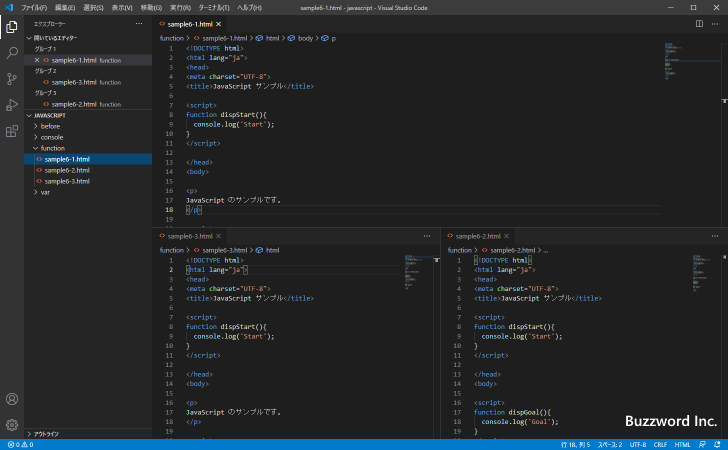 ファイル(F) 編集(E) 選択(S) 表示(V) 移動(G) 実行(R) ターミナル(T) ヘルプ(H) sample6-1.html - javascript - Visual Studio Code
エクスプローラー ...
開いているエディター
グループ 1
sample6-1.html function
グループ 2
sample6-3.html function
グループ 3
sample6-2.html function
JAVASCRIPT
before
console
function
sample6-1.html
sample6-2.html
sample6-3.html
var
アウトライン
sample6-1.html
function > sample6-1.html > html > body > p
1 <!DOCTYPE html>
2 <html lang="ja">
3 <head>
4 <meta charset="UTF-8">
5 <title>JavaScript サンプル</title>
6
7 <script>
8 function dispStart(){
9 console.log('Start');
10 }
11 </script>
12
13 </head>
14 <body>
15
16 <p>
17 JavaScript のサンプルです。
18 </p>
19
sample6-3.html ...
function > sample6-3.html > html
1 <!DOCTYPE html>
2 <html lang="ja">
3 <head>
4 <meta charset="UTF-8">
5 <title>JavaScript サンプル</title>
6
7 <script>
8 function dispStart(){
9 console.log('Start');
10 }
11 </script>
12
13 </head>
14 <body>
15
16 <p>
17 JavaScript のサンプルです。
18 </p>
19
sample6-2.html ...
function > sample6-2.html > ...
1 <!DOCTYPE html>
2 <html lang="ja">
3 <head>
4 <meta charset="UTF-8">
5 <title>JavaScript サンプル</title>
6
7 <script>
8 function dispStart(){
9 console.log('Start');
10 }
11 </script>
12
13 </head>
14 <body>
15
16 <script>
17 function dispGoal(){
18 console.log('Goal');
19 }
Buzzword Inc.
0 0 行 18、列 5 スペース: 2 UTF-8 CRLF HTML